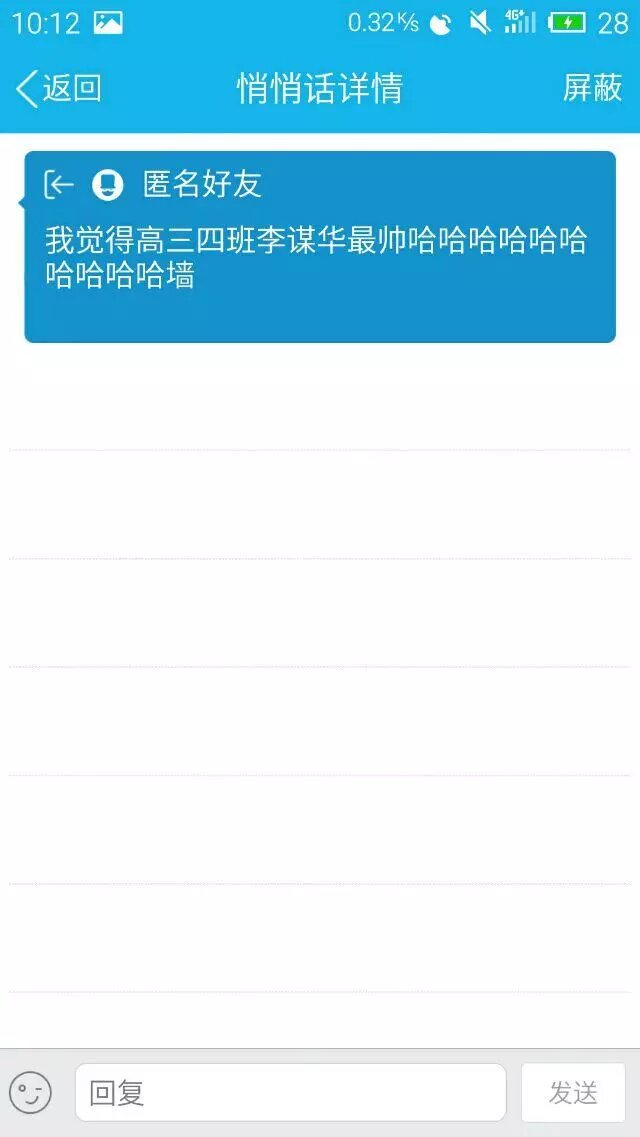 10:12 0.32K/s 4G+ 28
返回 悄悄话详情 屏蔽
匿名好友
我觉得高三四班李谋华最帅哈哈哈哈哈哈
哈哈哈哈墙
回复 发送